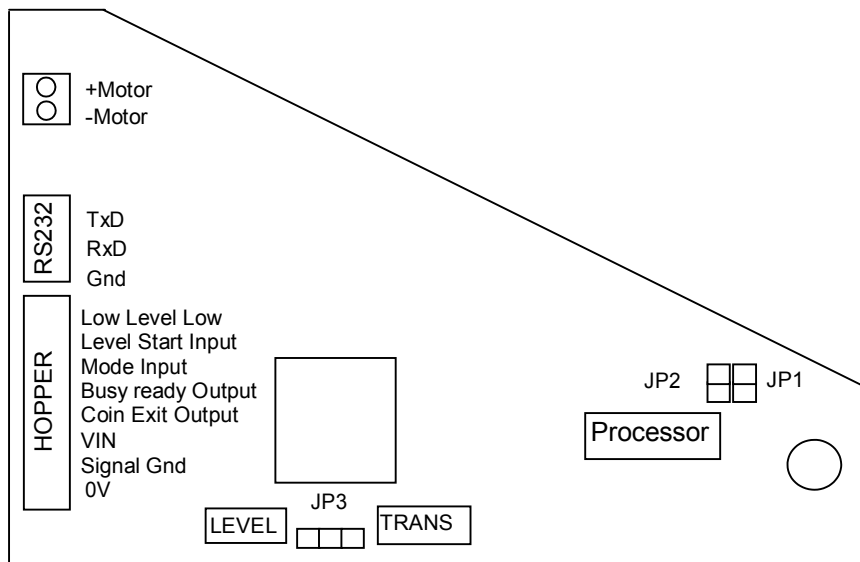 +Motor
-Motor
RS232
TxD
RxD
Gnd
HOPPER
Low Level Low
Level Start Input
Mode Input
Busy ready Output
Coin Exit Output
VIN
Signal Gnd
0V
JP2
JP1
Processor
JP3
LEVEL
TRANS